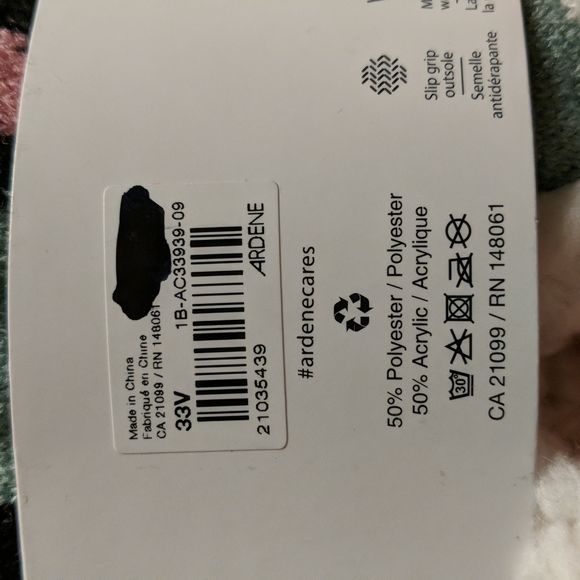 Made in China
Fabriqué en Chine
CA 21099 / RN 148061
33V
1B-AC33939-09
21035439
ARDENE
#ardenecares
Slip grip
outsole
Semelle
antidérapante
50% Polyester / Polyester
50% Acrylic / Acrylique
30°
CA 21099 / RN 148061